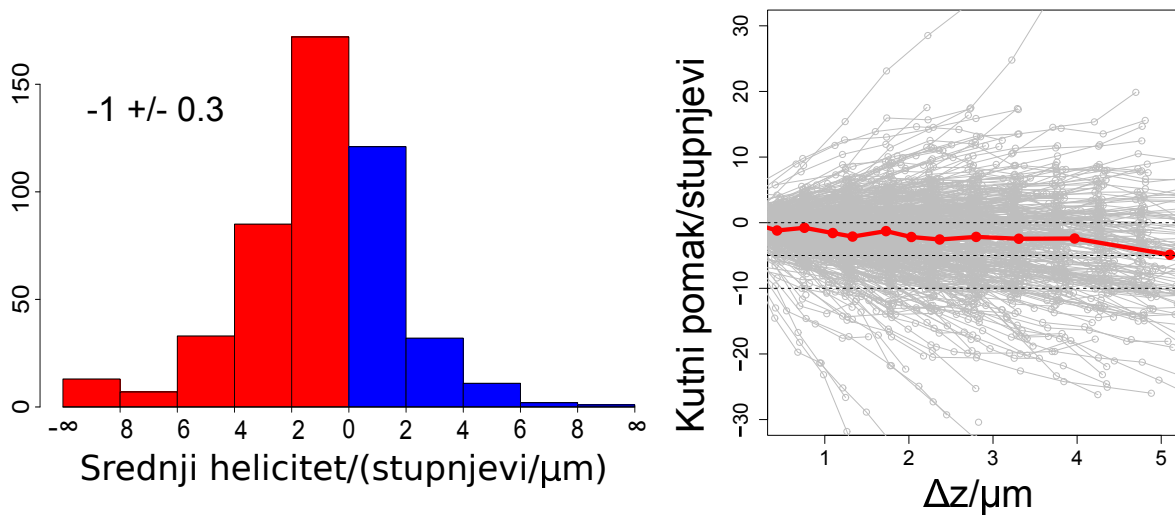 150
100
50
0
-1 +/- 0.3
-∞ 8 6 4 2 0 2 4 6 8 ∞
Srednji helicitet/(stupnjevi/μm)
Kutni pomak/stupnjevi
30
20
10
0
−10
−20
−30
1 2 3 4 5
Δz/μm